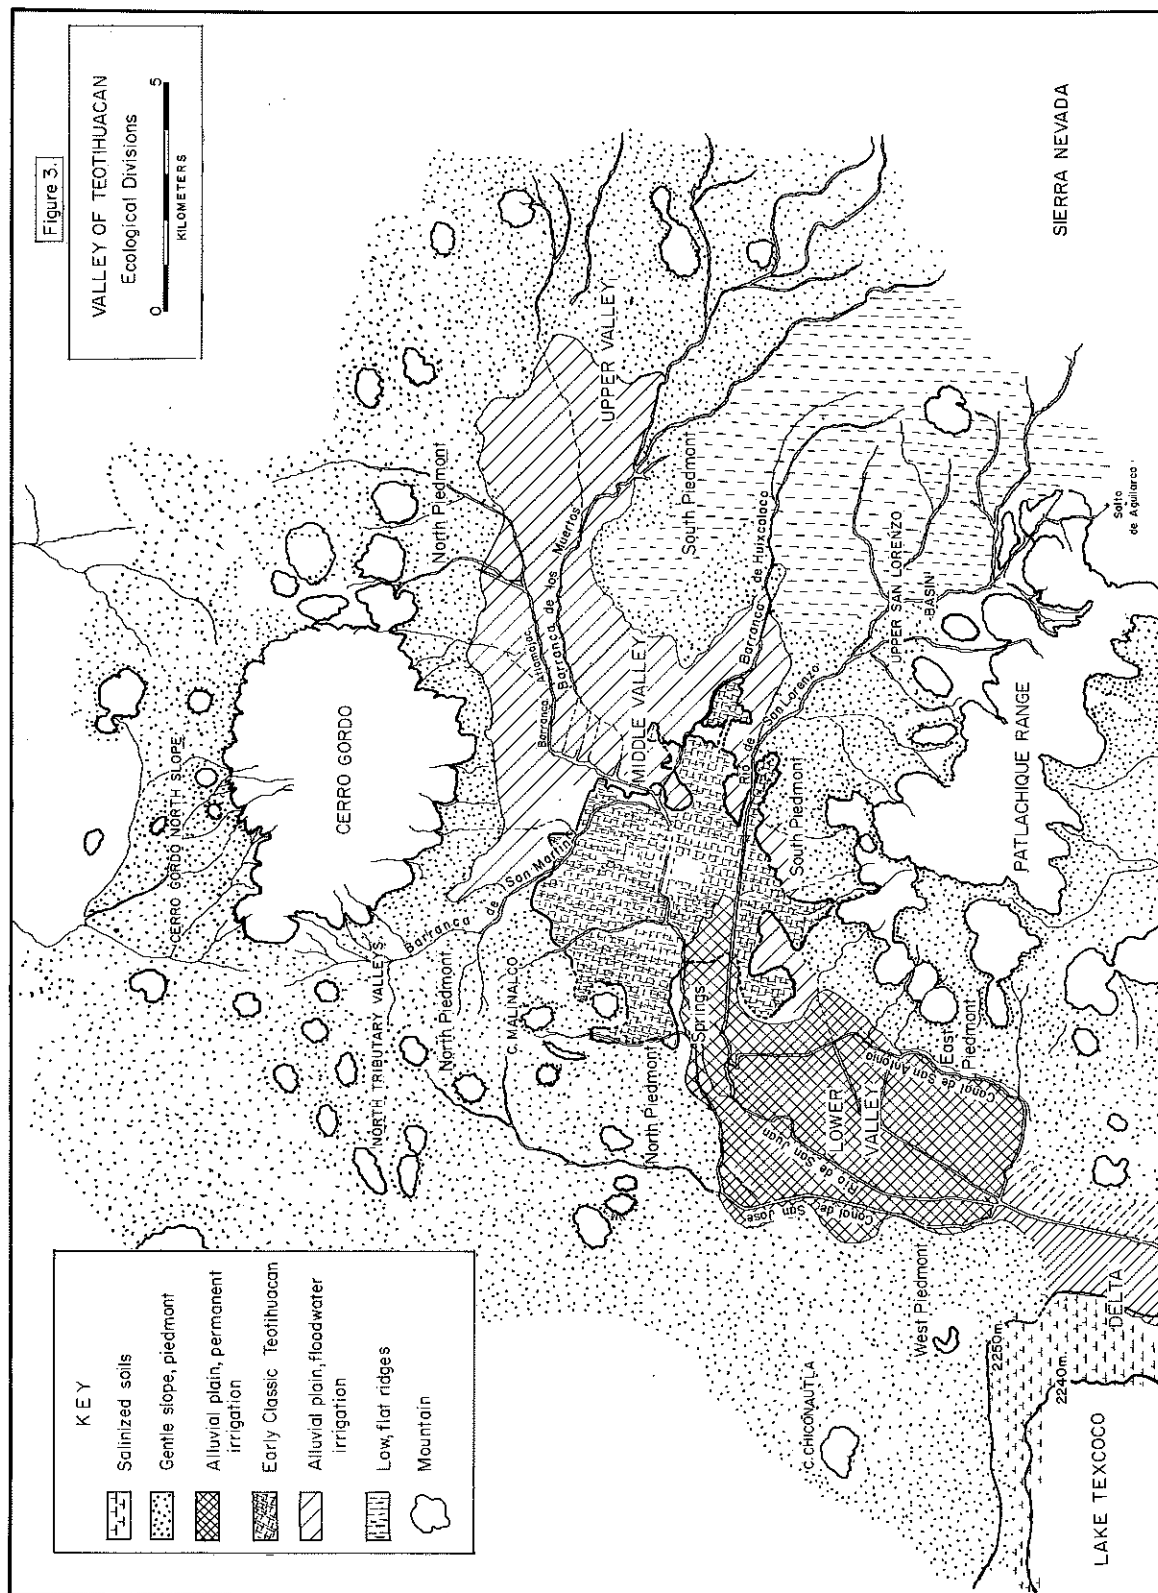 Figure 3.
VALLEY OF TEOTIHUACAN
Ecological Divisions
0 5
KILOMETERS
KEY
Salinized soils
Gentle slope, piedmont
Alluvial plain, permanent
irrigation
Early Classic Teotihuacan
Alluvial plain, floodwater
irrigation
Low, flat ridges
Mountain
CERRO GORDO NORTH SLOPE
CERRO GORDO
NORTH TRIBUTARY VALLEYS
North Piedmont
Barranca de San Martin
C. MALINALCO
North Piedmont
North Piedmont
Barranca
Barranca de los Muertos
UPPER VALLEY
MIDDLE VALLEY
2
South Piedmont
Barranca de Huixcoloco
Rio de San Lorenzo
UPPER SAN LORENZO
BASIN
South Piedmont
Springs
LOWER
VALLEY
Rio de San Juan
Canal de San Jose
Canal de San Antonio
East
Piedmont
PATLACHIQUE RANGE
Salto
de Aguilarco
SIERRA NEVADA
West Piedmont
C. CHICONAUTLA
2250m.
2240m.
DELTA
LAKE TEXCOCO